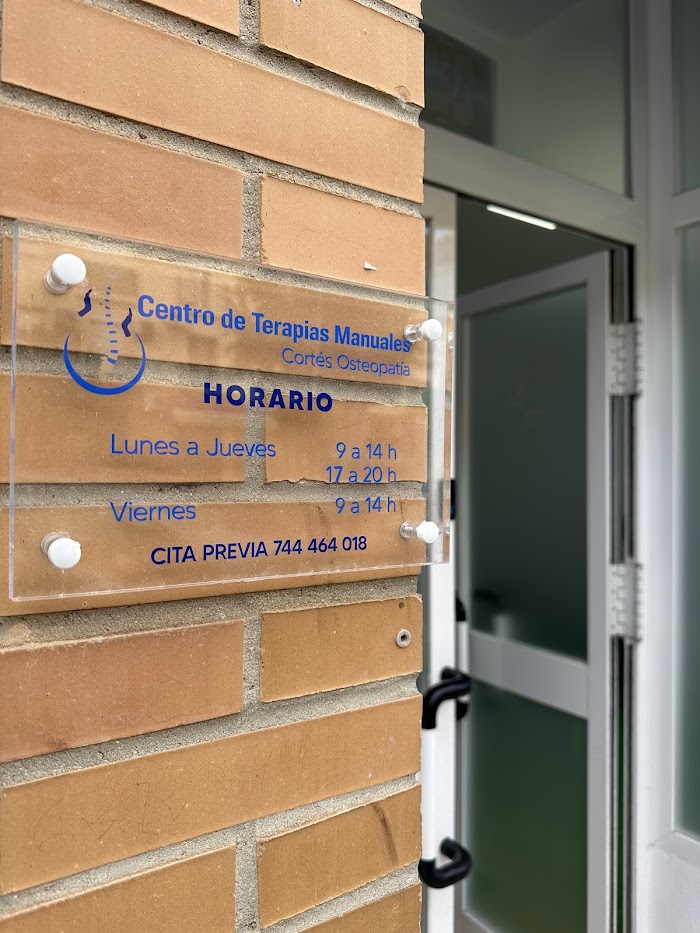 Centro de Terapias Manuales
Cortés Osteopatía
HORARIO
Lunes a Jueves 9 a 14 h
17 a 20 h
Viernes 9 a 14 h
CITA PREVIA 744 464 018